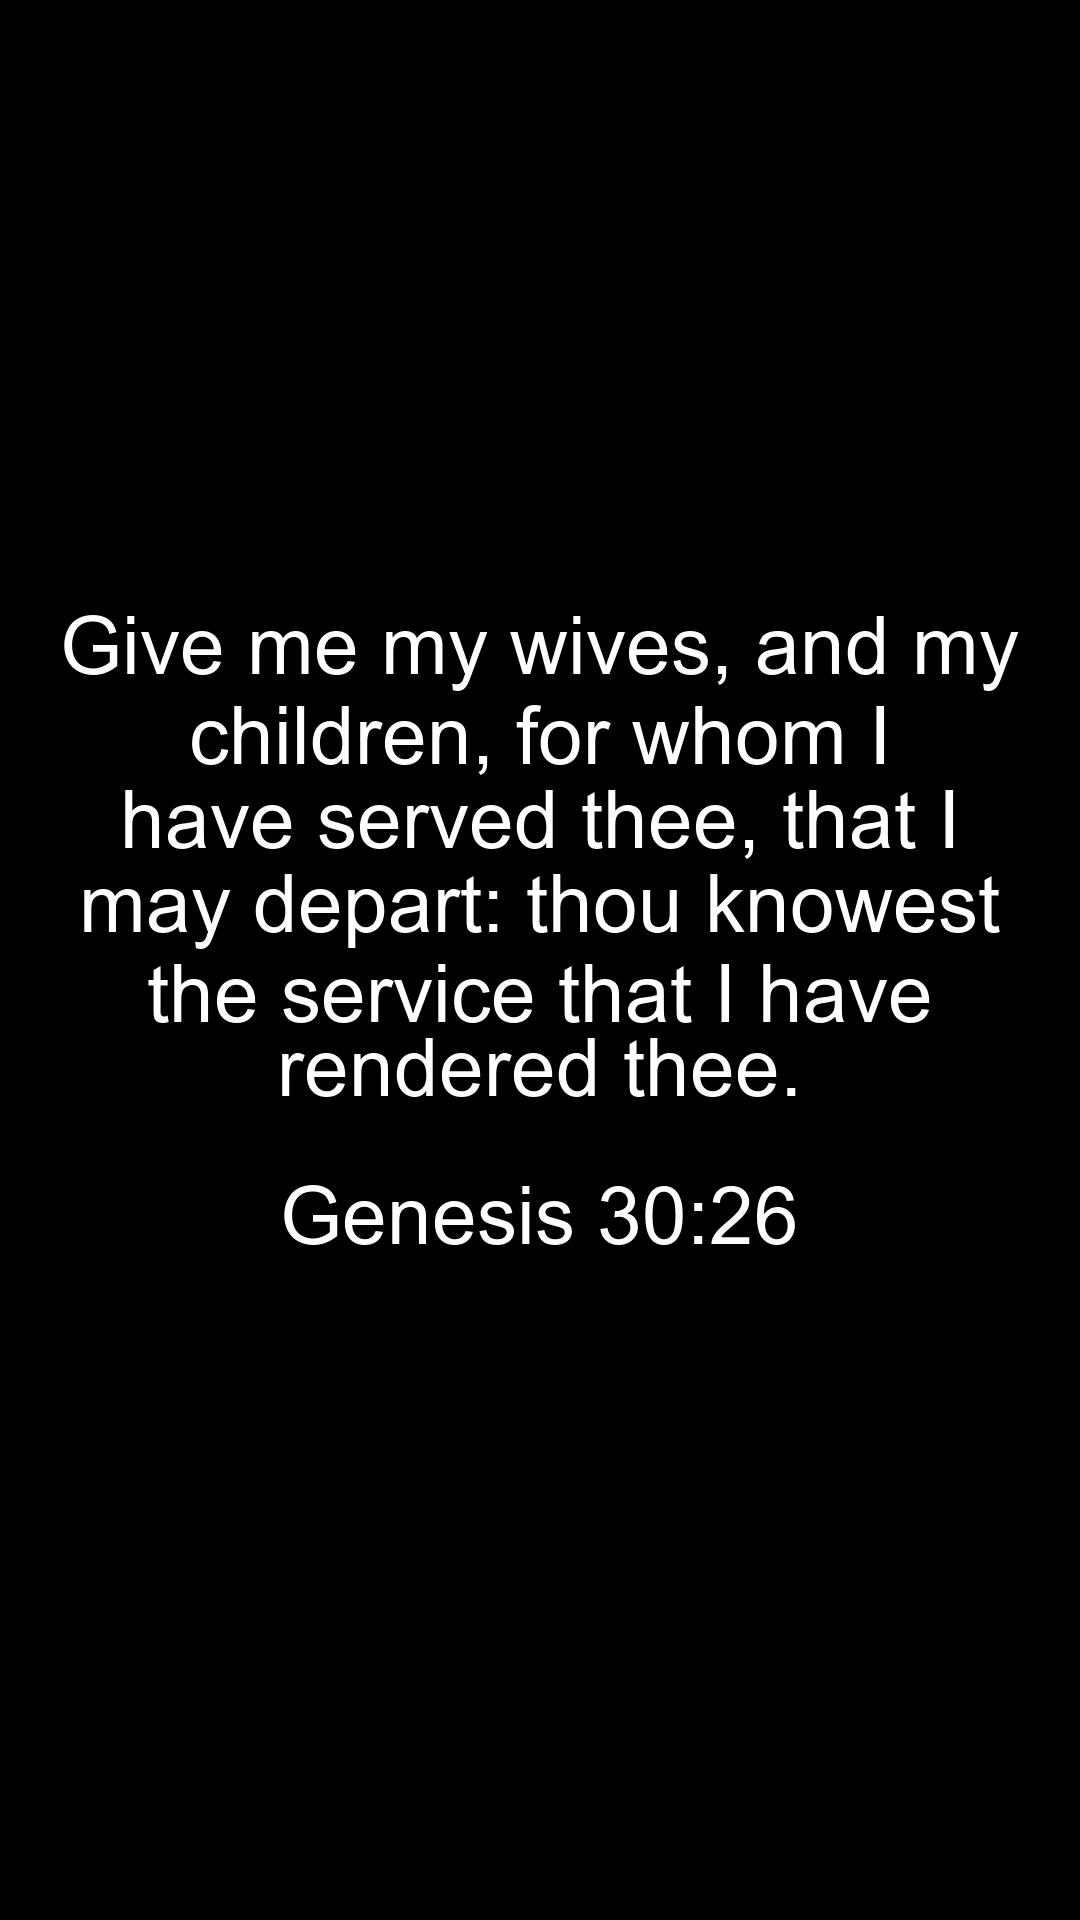 Give me my wives, and my
children, for whom I
have served thee, that I
may depart: thou knowest
the service that I have
rendered thee.
Genesis 30:26